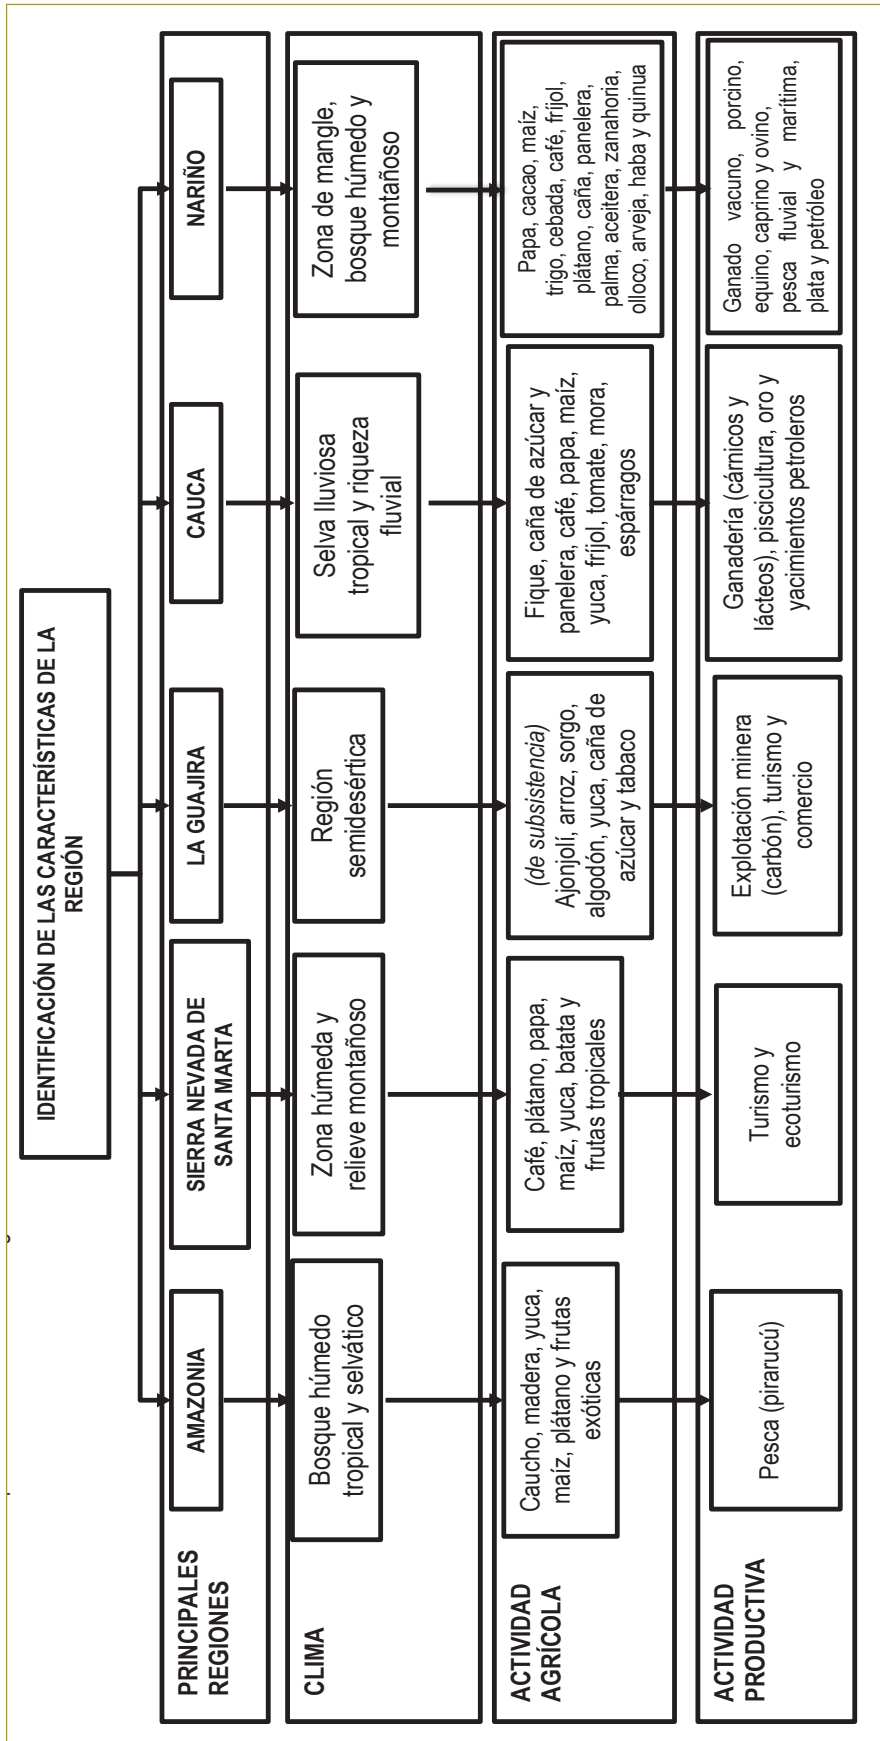 IDENTIFICACIÓN DE LAS CARACTERÍSTICAS DE LA
REGIÓN
PRINCIPALES
REGIONES
AMAZONIA
SIERRA NEVADA DE
SANTA MARTA
LA GUAJIRA
CAUCA
NARIÑO
CLIMA
Bosque húmedo
tropical y selvático
Zona húmeda y
relieve montañoso
Región
semidesértica
Selva lluviosa
tropical y riqueza
fluvial
Zona de mangle,
bosque húmedo y
montañoso
ACTIVIDAD
AGRÍCOLA
Caucho, madera, yuca,
maíz, plátano y frutas
exóticas
Café, plátano, papa,
maíz, yuca, batata y
frutas tropicales
(de subsistencia)
Ajonjolí, arroz, sorgo,
algodón, yuca, caña de
azúcar y tabaco
Fique, caña de azúcar y
panelera, café, papa, maíz,
yuca, fríjol, tomate, mora,
espárragos
Papa, cacao, maíz,
trigo, cebada, café, fríjol,
plátano, caña, panelera,
palma, aceitera, zanahoria,
olloco, arveja, haba y quinua
ACTIVIDAD
PRODUCTIVA
Pesca (pirarucú)
Turismo y
ecoturismo
Explotación minera
(carbón), turismo y
comercio
Ganadería (cárnicos y
lácteos), piscicultura, oro y
yacimientos petroleros
Ganado vacuno, porcino,
equino, caprino y ovino,
pesca fluvial y marítima,
plata y petróleo